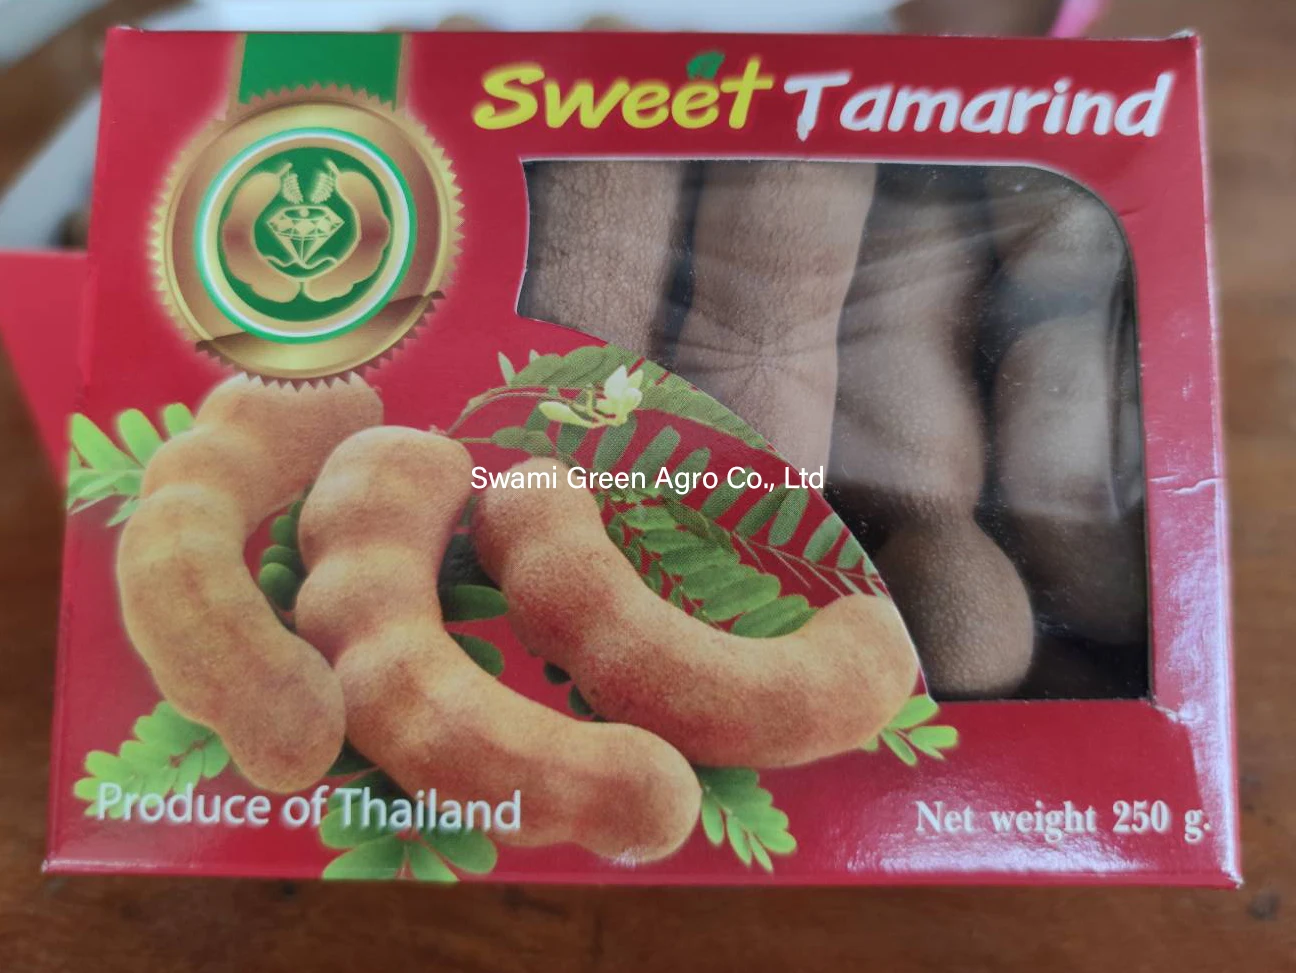 Sweet Tamarind
Swami Green Agro Co., Ltd
Produce of Thailand
Net weight 250 g.